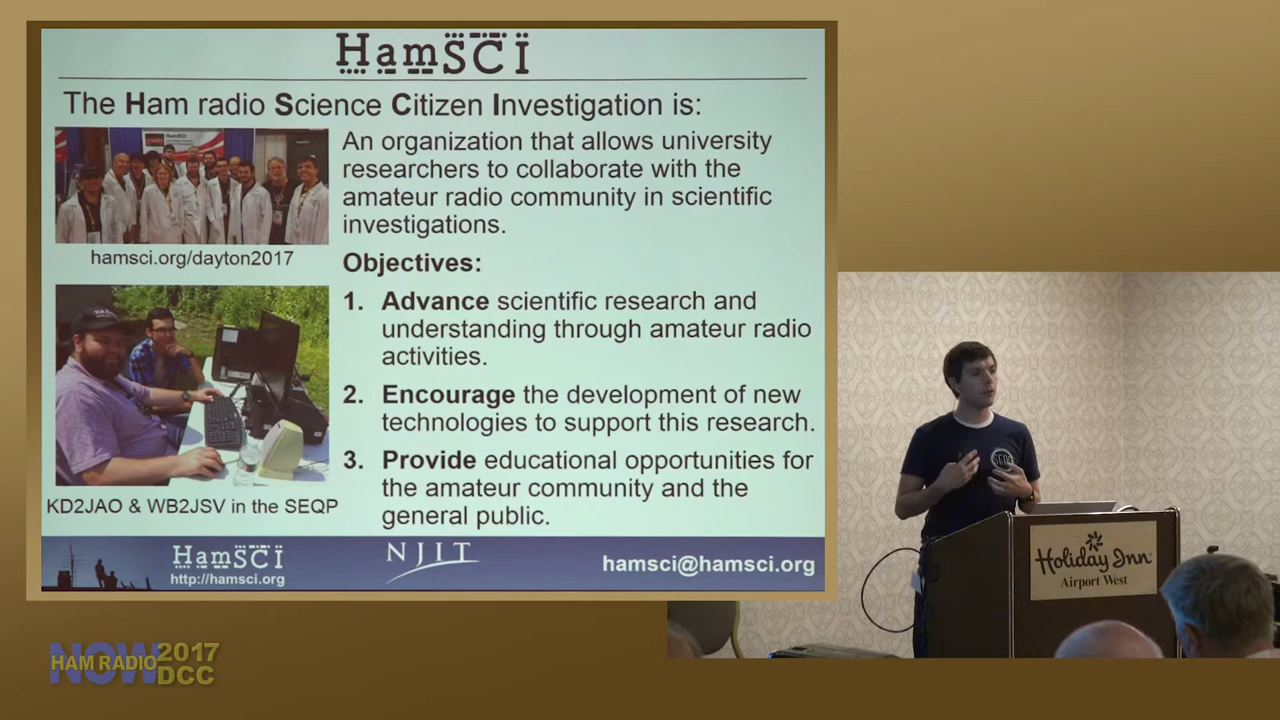 HamSCI
The Ham radio Science Citizen Investigation is:
An organization that allows university
researchers to collaborate with the
amateur radio community in scientific
investigations.
hamsci.org/dayton2017
Objectives:
1. Advance scientific research and
understanding through amateur radio
activities.
2. Encourage the development of new
technologies to support this research.
3. Provide educational opportunities for
the amateur community and the
general public.
KD2JAO & WB2JSV in the SEQP
HamSCI
http://hamsci.org
NJIT
hamsci@hamsci.org
Holiday Inn
Airport West
HAM RADIO
NOW
2017
DCC